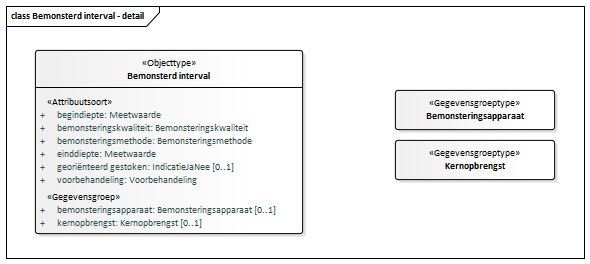 class Bemonsterd interval - detail
«Objecttype»
Bemonsterd interval
«Attribuutsoort»
+ begindiepte: Meetwaarde
+ bemonsteringskwaliteit: Bemonsteringskwaliteit
+ bemonsteringsmethode: Bemonsteringsmethode
+ einddiepte: Meetwaarde
+ georiënteerd gestoken: IndicatieJaNee [0..1]
+ voorbehandeling: Voorbehandeling
«Gegevensgroep»
+ bemonsteringsapparaat: Bemonsteringsapparaat [0..1]
+ kernopbrengst: Kernopbrengst [0..1]
«Gegevensgroeptype»
Bemonsteringsapparaat
«Gegevensgroeptype»
Kernopbrengst